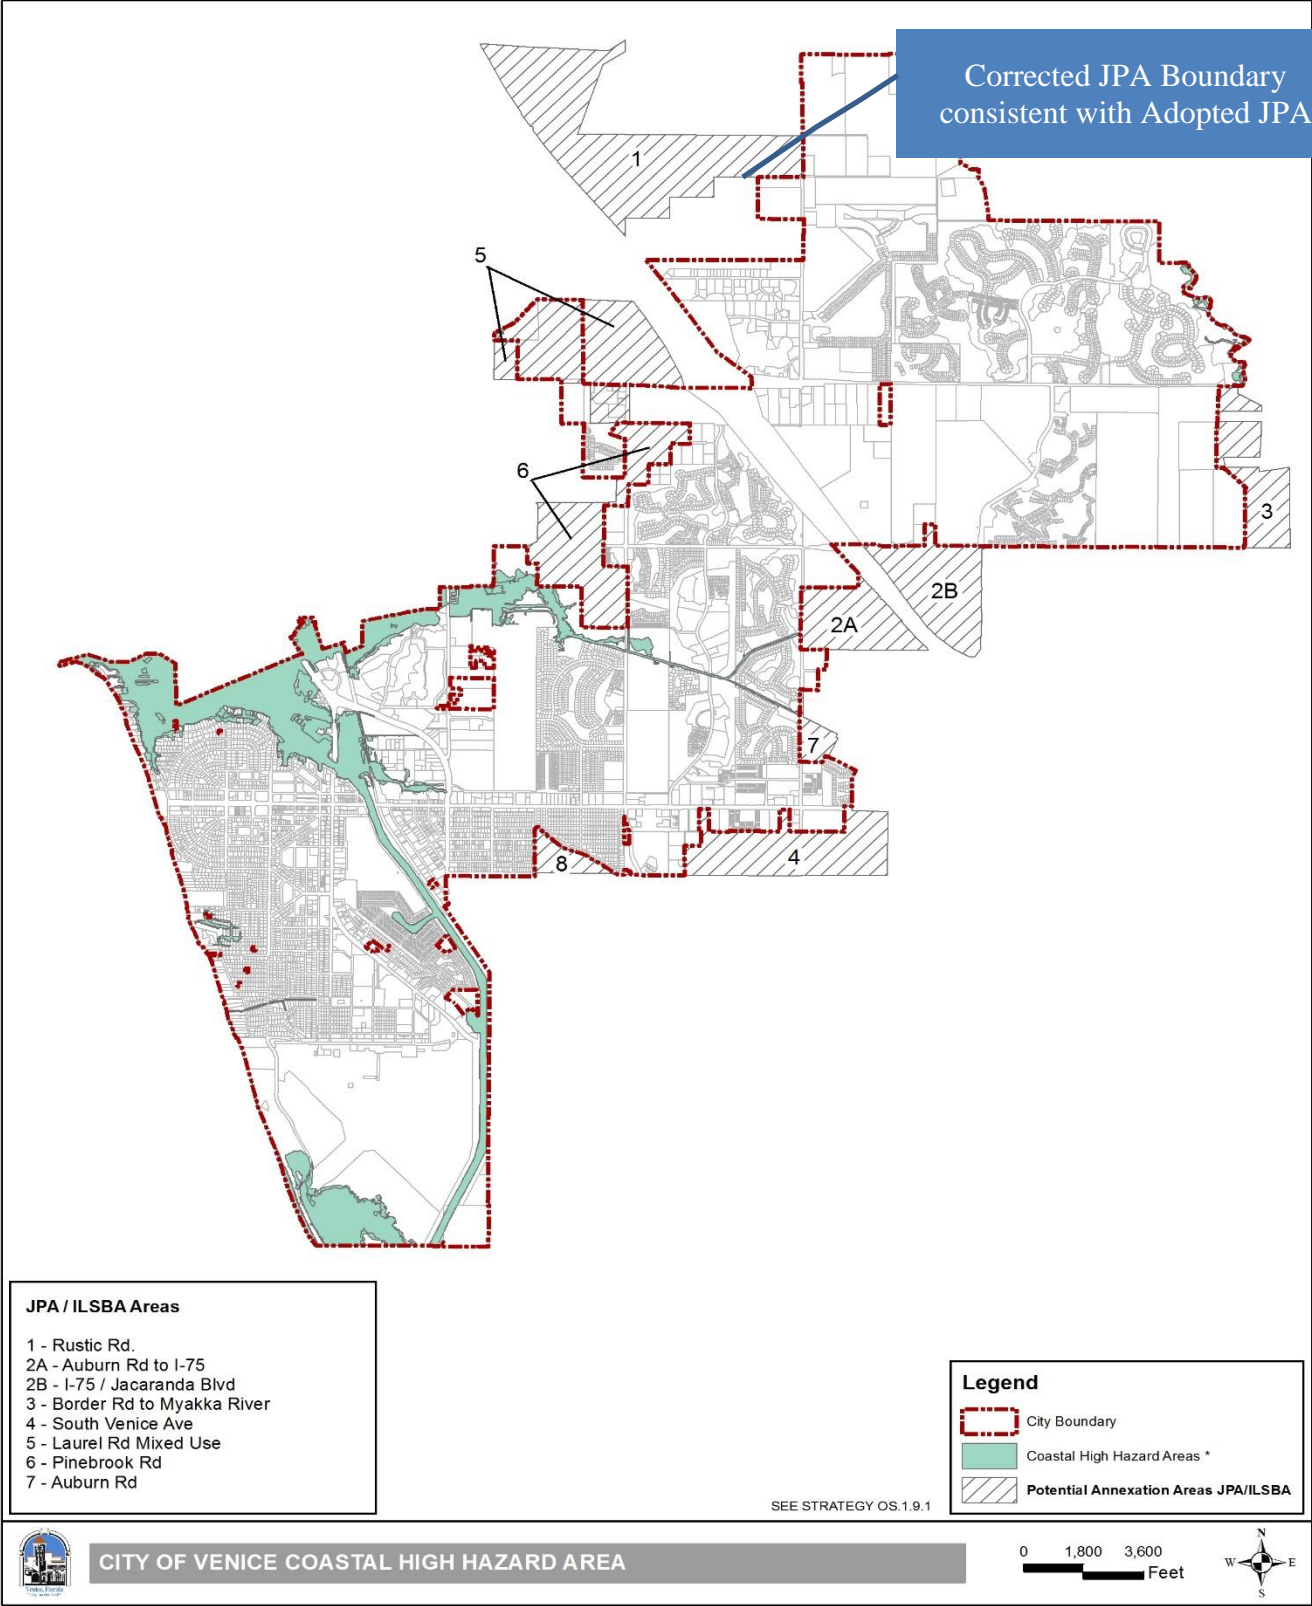 Corrected JPA Boundary
consistent with Adopted JPA
1
5
6
3
2B
2A
7
4
8
JPA / ILSBA Areas
1 - Rustic Rd.
2A - Auburn Rd to I-75
2B - I-75 / Jacaranda Blvd
3 - Border Rd to Myakka River
4 - South Venice Ave
5 - Laurel Rd Mixed Use
6 - Pinebrook Rd
7 - Auburn Rd
SEE STRATEGY OS.1.9.1
Legend
City Boundary
Coastal High Hazard Areas *
Potential Annexation Areas JPA/ILSBA
Venice, Florida
CITY OF VENICE COASTAL HIGH HAZARD AREA
0 1,800 3,600
Feet
N
W E
S